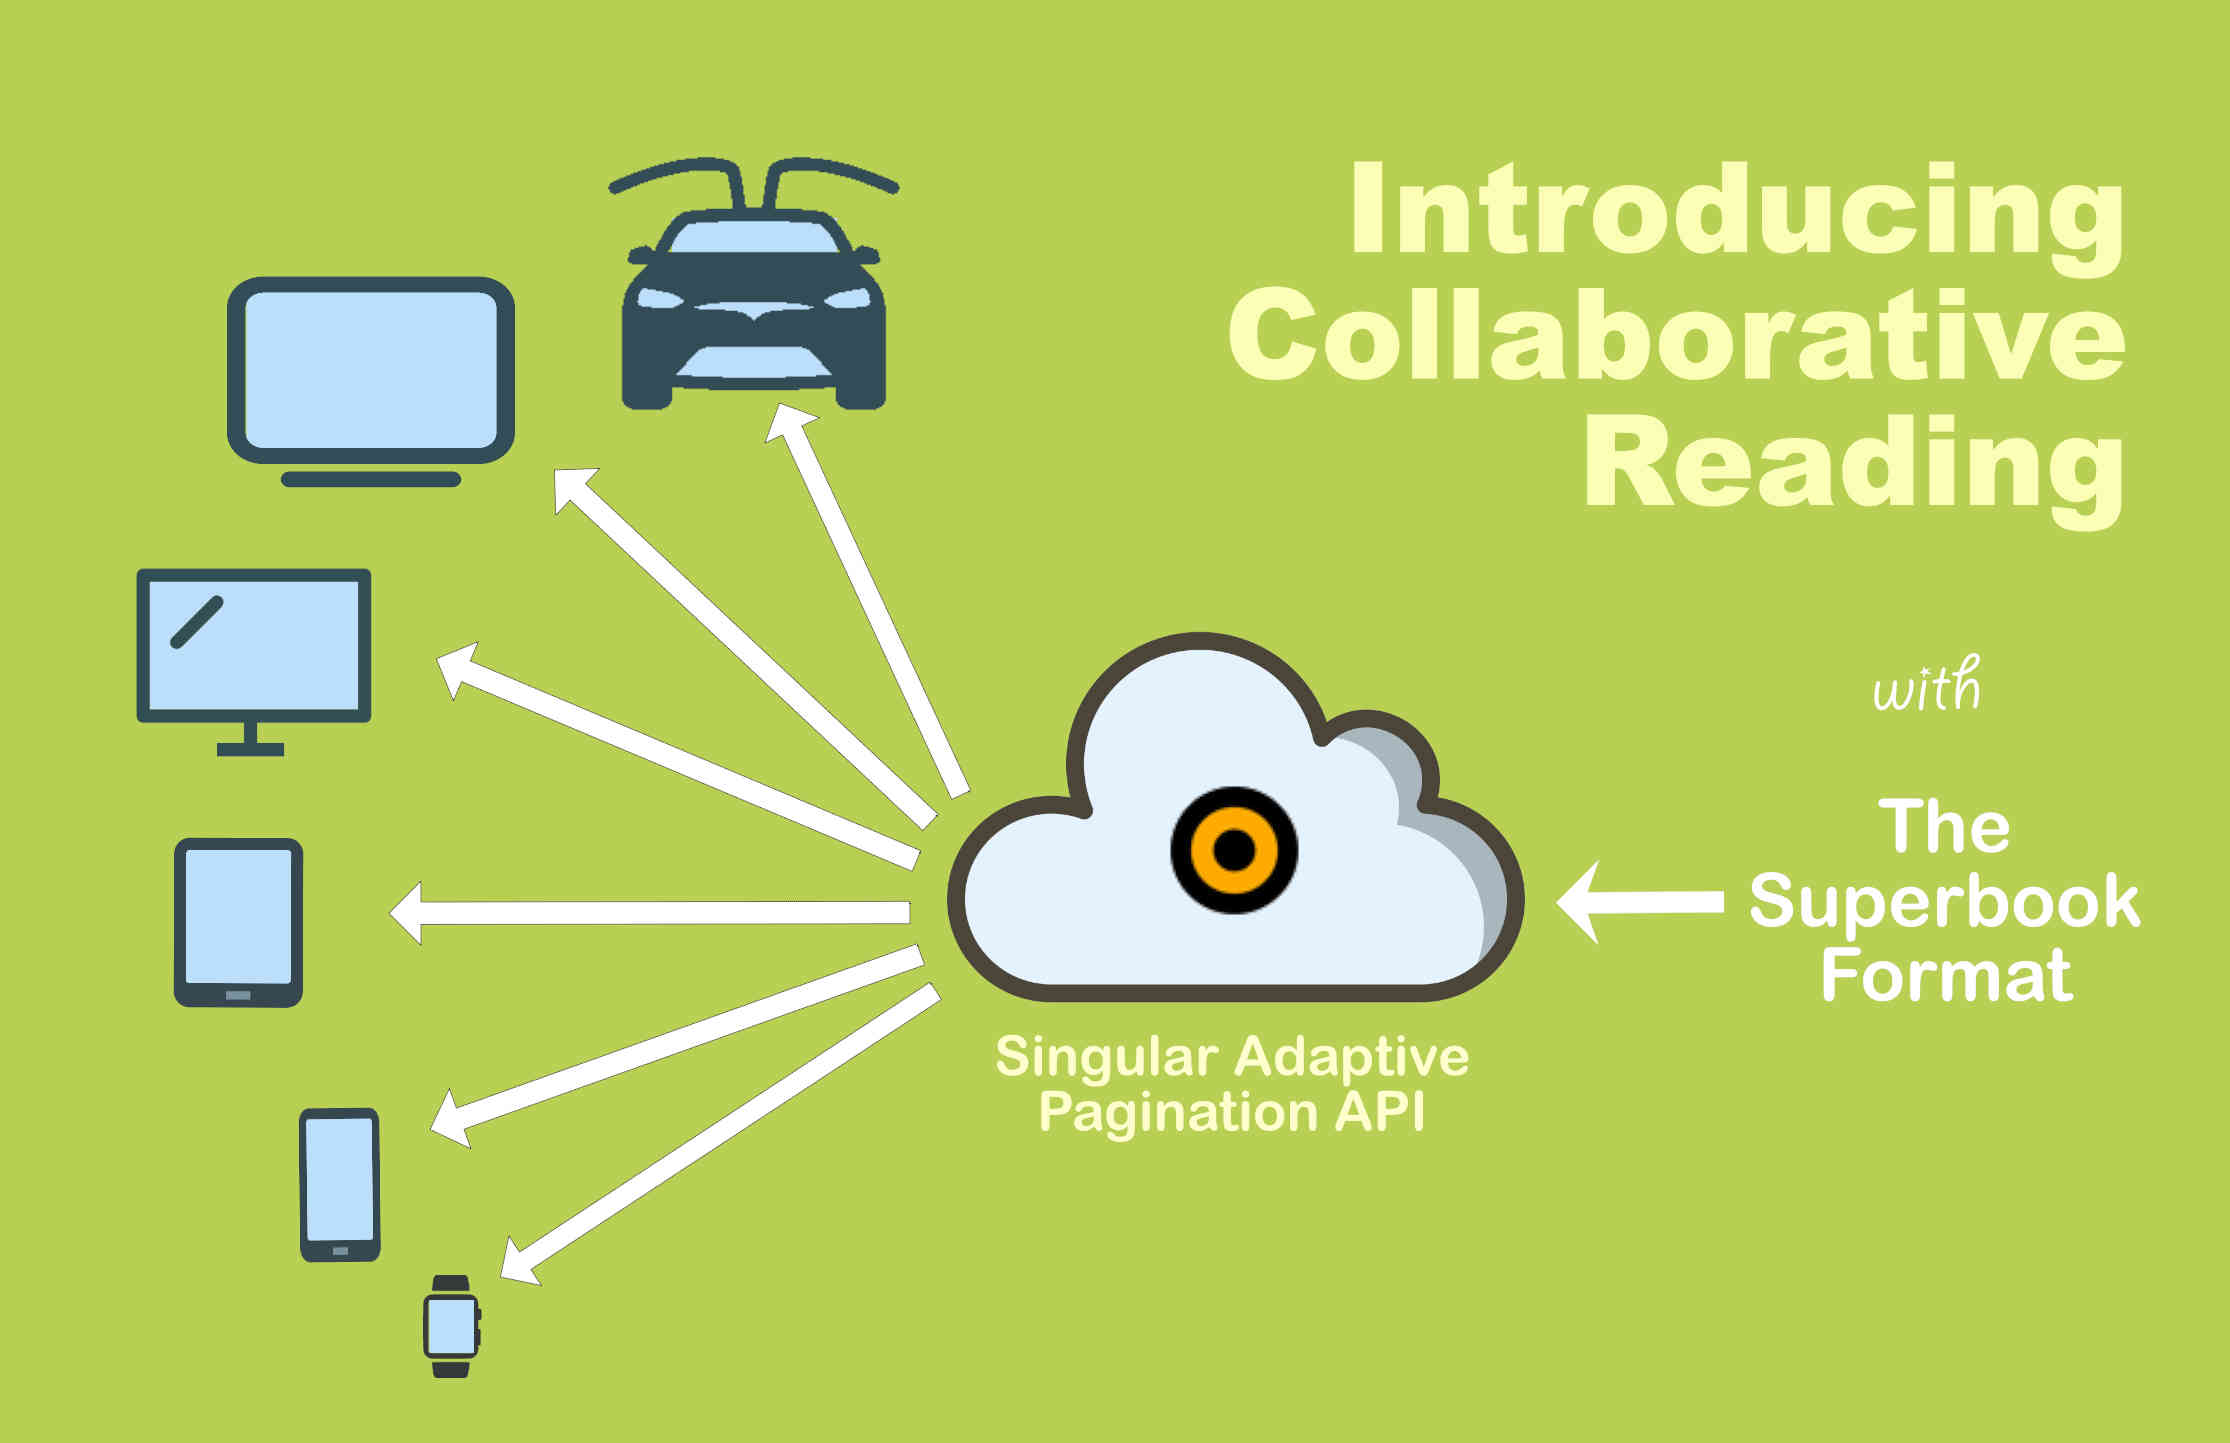 Introducing
Collaborative
Reading
with
The
Superbook
Format
Singular Adaptive
Pagination API